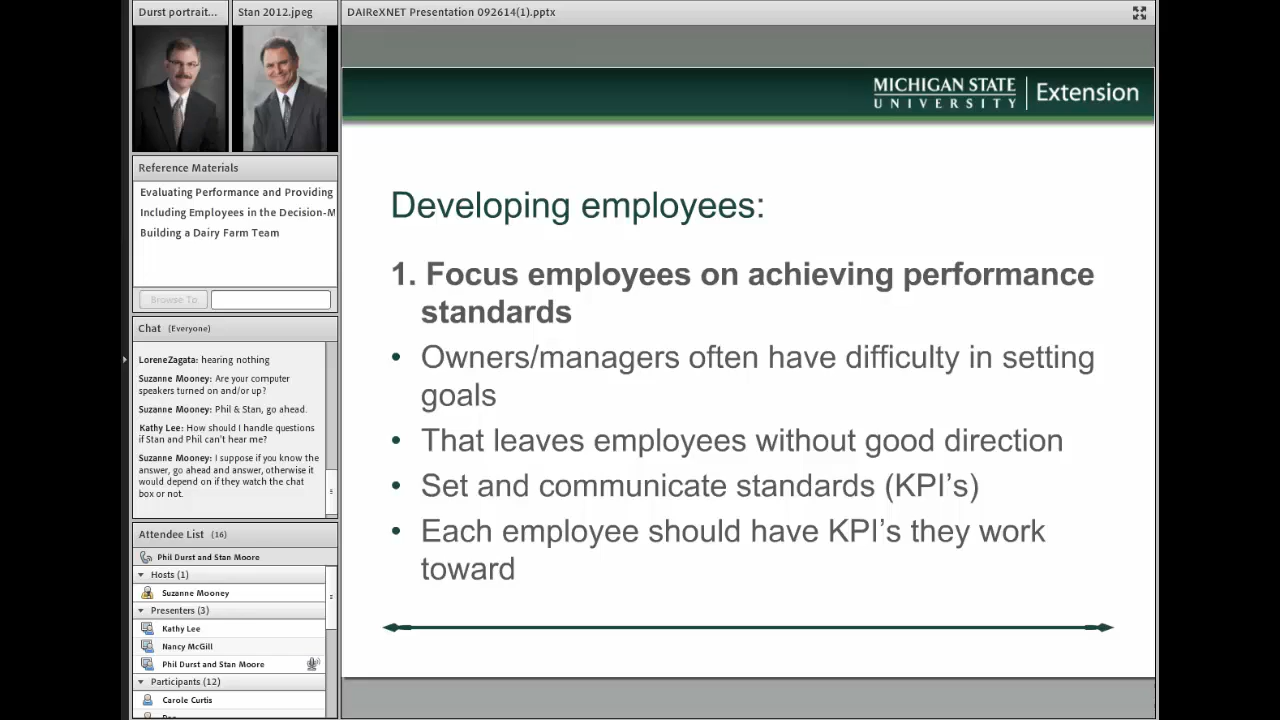 Durst portrait...
Stan 2012.jpeg
DAIReXNET Presentation 092614(1).pptx
Reference Materials
Evaluating Performance and Providing
Including Employees in the Decision-M
Building a Dairy Farm Team
Browse To
Chat (Everyone)
LoreneZagata: hearing nothing
Suzanne Mooney: Are your computer
speakers turned on and/or up?
Suzanne Mooney: Phil & Stan, go ahead.
Kathy Lee: How should I handle questions
if Stan and Phil can't hear me?
Suzanne Mooney: I suppose if you know the
answer, go ahead and answer, otherwise it
would depend on if they watch the chat
box or not.
Attendee List (16)
Phil Durst and Stan Moore
Hosts (1)
Suzanne Mooney
Presenters (3)
Kathy Lee
Nancy McGill
Phil Durst and Stan Moore
Participants (12)
Carole Curtis
MICHIGAN STATE
UNIVERSITY
Extension
Developing employees:
1. Focus employees on achieving performance
standards
• Owners/managers often have difficulty in setting
goals
• That leaves employees without good direction
• Set and communicate standards (KPI's)
• Each employee should have KPI's they work
toward